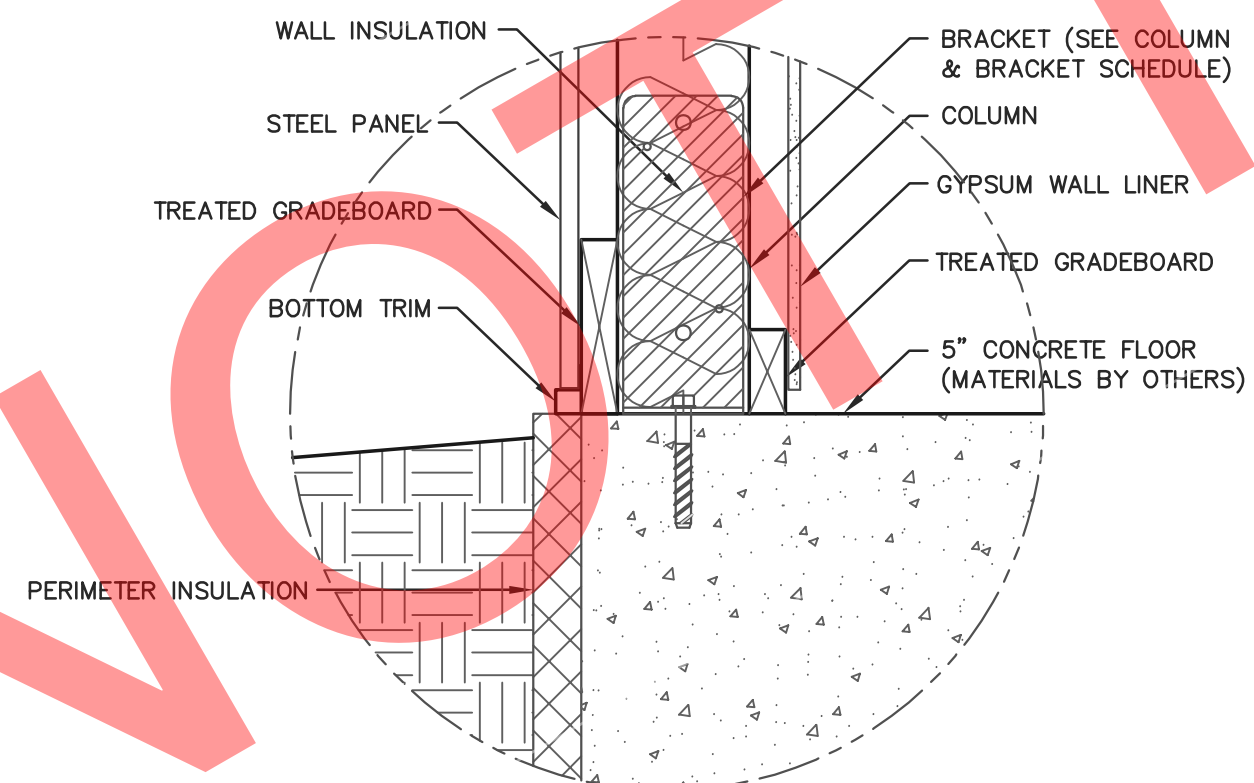 WALL INSULATION
STEEL PANEL
TREATED GRADEBOARD
BOTTOM TRIM
PERIMETER INSULATION
BRACKET (SEE COLUMN
& BRACKET SCHEDULE)
COLUMN
GYPSUM WALL LINER
TREATED GRADEBOARD
5” CONCRETE FLOOR
(MATERIALS BY OTHERS)